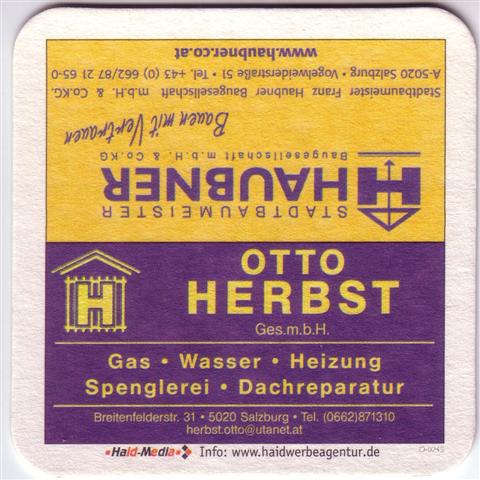 STADTBAUMEISTER
HAUBNER
Baugesellschaft m.b.H. & Co.KG
Bauen mit Vertrauen
Stadtbaumeister Franz Haubner Baugesellschaft m.b.H. & Co.KG.
A-5020 Salzburg • Vogelweiderstraße 51 • Tel. +43 (0) 662/87 21 65-0
www.haubner.co.at
H
OTTO
HERBST
Ges.m.b.H.
Gas • Wasser • Heizung
Spenglerei • Dachreparatur
Breitenfelderstr. 31 • 5020 Salzburg • Tel. (0662)871310
herbst.otto@utanet.at
Haid-Media Info: www.haidwerbeagentur.de